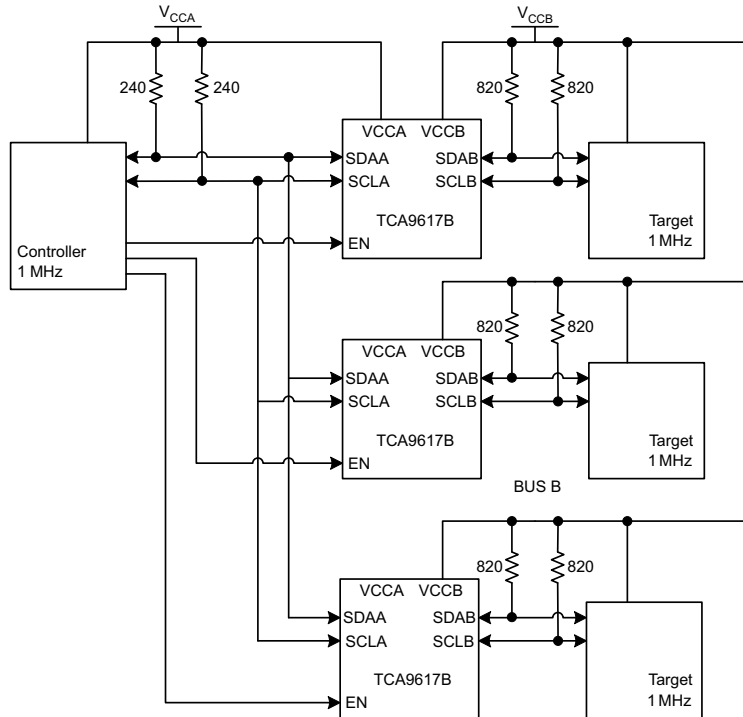 VCCA
VCCB
240
240
820
820
VCCA VCCB
SDAA SDAB
SCLA SCLB
TCA9617B
EN
Controller
1 MHz
Target
1 MHz
820
820
VCCA VCCB
SDAA SDAB
SCLA SCLB
TCA9617B
EN
Target
1 MHz
BUS B
820
820
VCCA VCCB
SDAA SDAB
SCLA SCLB
TCA9617B
EN
Target
1 MHz